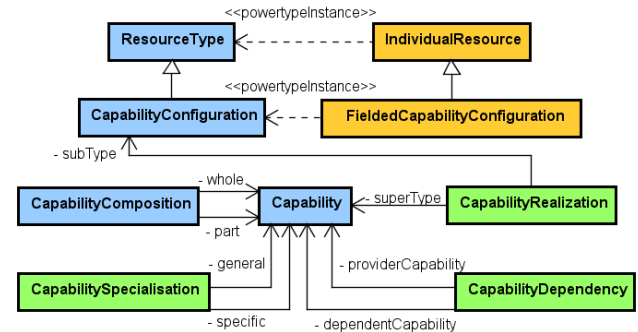 <<powertypeInstance>>
ResourceType
IndividualResource
<<powertypeInstance>>
CapabilityConfiguration
FieldedCapabilityConfiguration
- subType
CapabilityComposition
- whole
Capability
- superType
CapabilityRealization
- part
- general
- providerCapability
CapabilitySpecialisation
CapabilityDependency
- specific
- dependentCapability